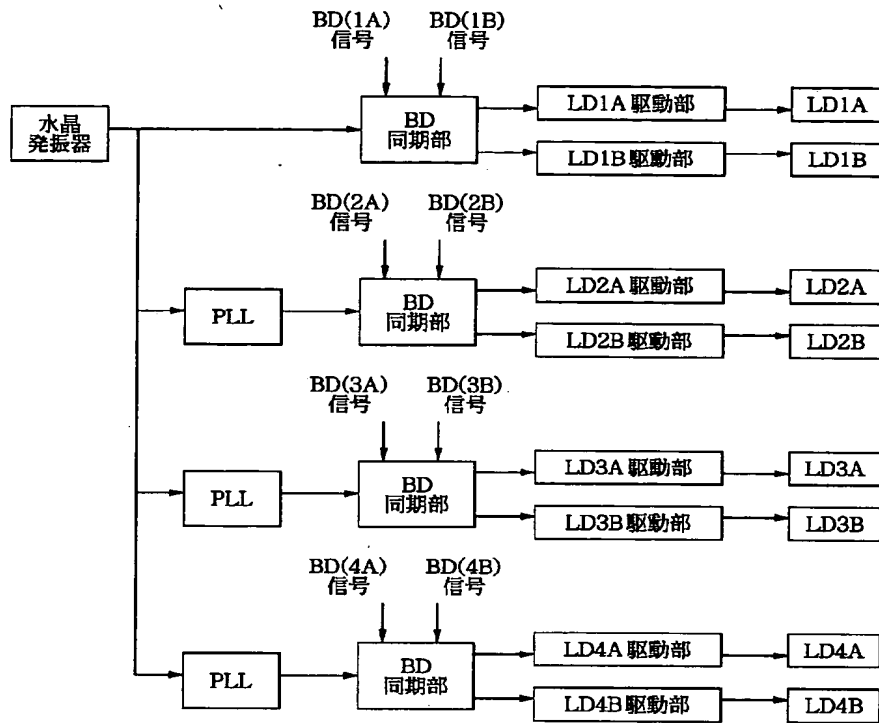 BD(1A)
信号
BD(1B)
信号
水晶
発振器
BD
同期部
LD1A 駆動部
LD1A
LD1B 駆動部
LD1B
BD(2A)
信号
BD(2B)
信号
PLL
BD
同期部
LD2A 駆動部
LD2A
LD2B 駆動部
LD2B
BD(3A)
信号
BD(3B)
信号
PLL
BD
同期部
LD3A 駆動部
LD3A
LD3B 駆動部
LD3B
BD(4A)
信号
BD(4B)
信号
PLL
BD
同期部
LD4A 駆動部
LD4A
LD4B 駆動部
LD4B